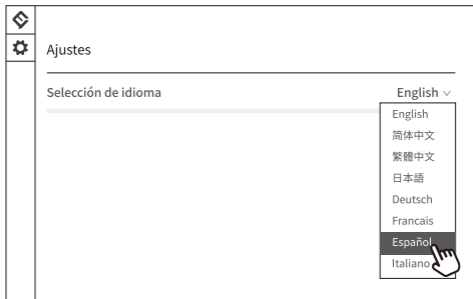 Ajustes
Selección de idioma English
English
简体中文
繁體中文
日本語
Deutsch
Francais
Español
Italiano